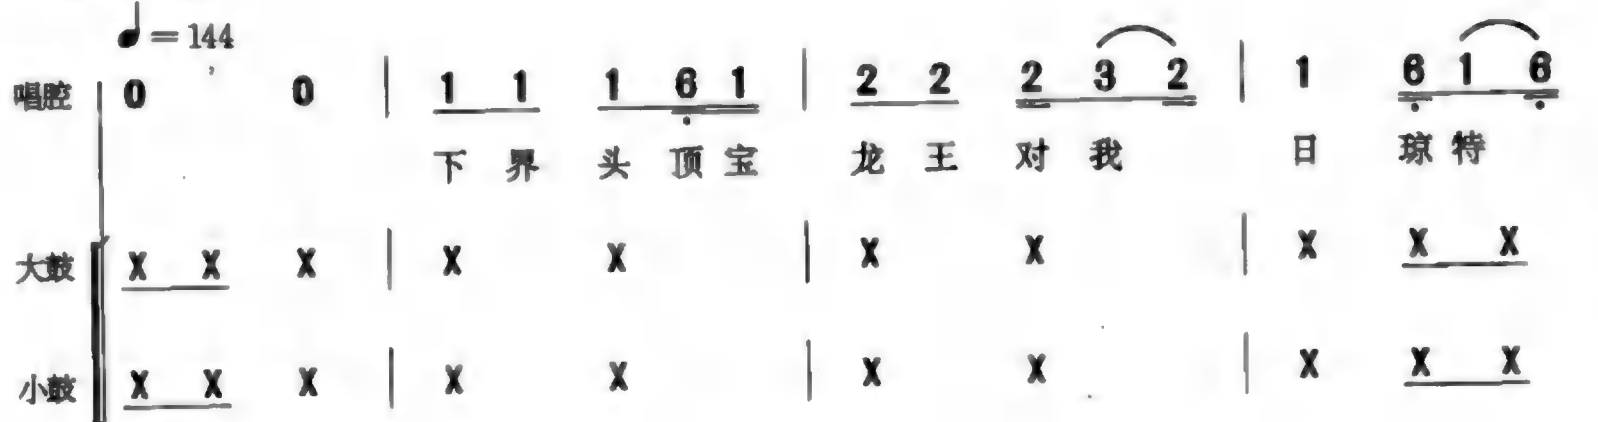 ♩= 144
唱腔 0 0 | 1 1 1 6 1 | 2 2 2 3 2 | 1 6 1 6
下 界 头 顶 宝 龙 王 对 我 日 琼 特
大鼓 X X X | X X | X X | X X X
小鼓 X X X | X X | X X | X X X